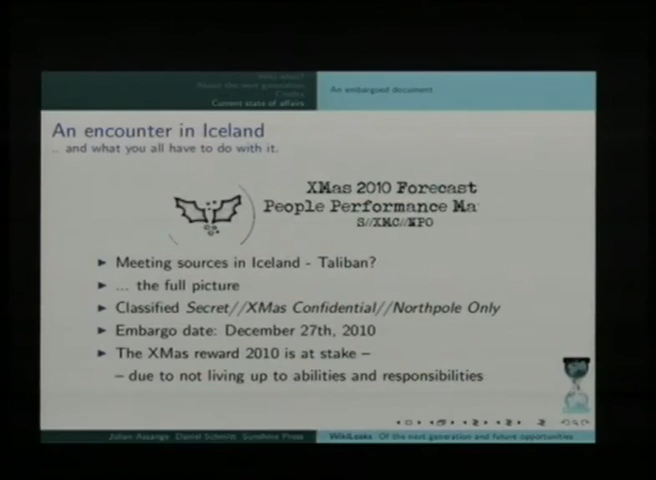 About the next generation
Credits
Current state of affairs
An embargoed document
An encounter in Iceland
.. and what you all have to do with it.
XMas 2010 Forecast
People Performance Ma
S//XMC//NPO
► Meeting sources in Iceland - Taliban?
► ... the full picture
► Classified Secret//XMas Confidential//Northpole Only
► Embargo date: December 27th, 2010
► The XMas reward 2010 is at stake –
– due to not living up to abilities and responsibilities
Julian Assange, Daniel Schmitt, Sunshine Press
WikiLeaks Of the next generation and future opportunities